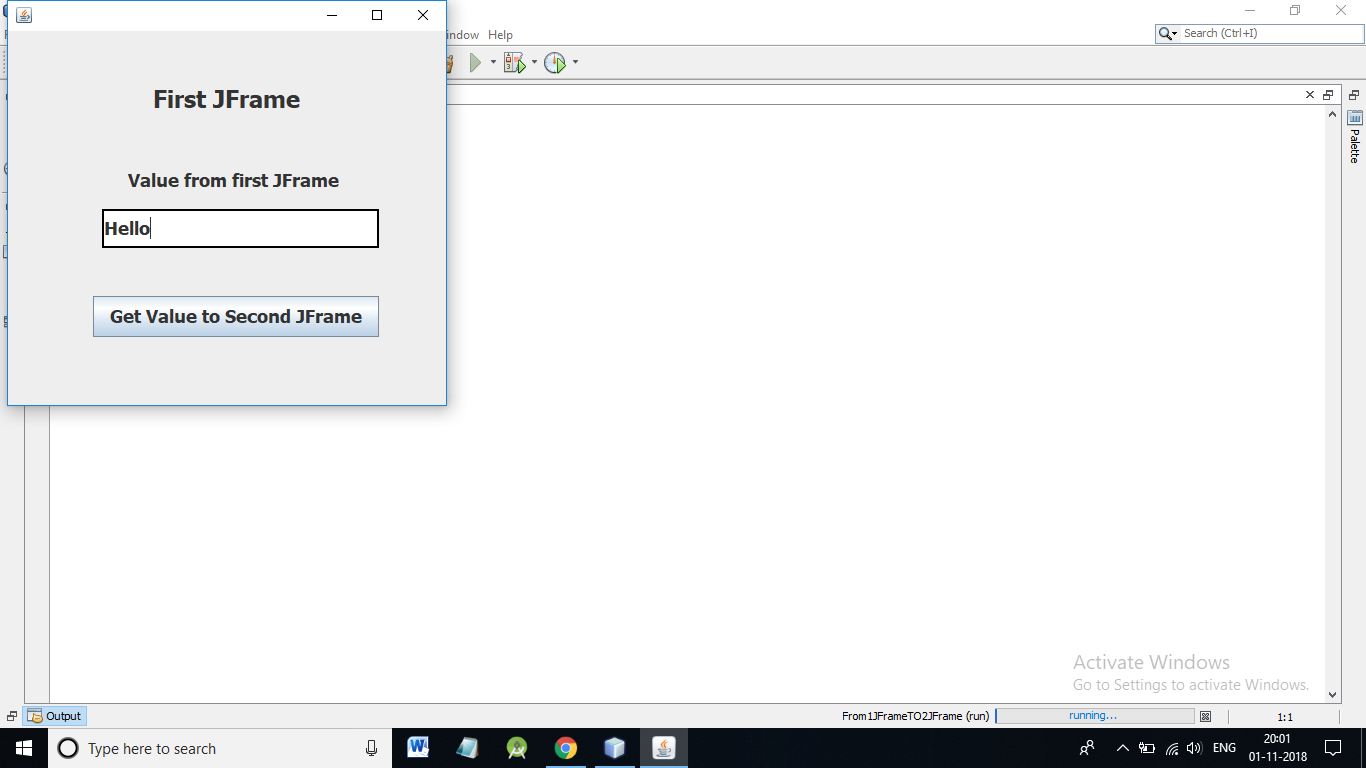 indow Help
Search (Ctrl+I)
First JFrame
Value from first JFrame
Hello
Get Value to Second JFrame
Palette
Activate Windows
Go to Settings to activate Windows.
Output
From1JFrameTO2JFrame (run)
running...
1:1
Type here to search
ENG
20:01
01-11-2018